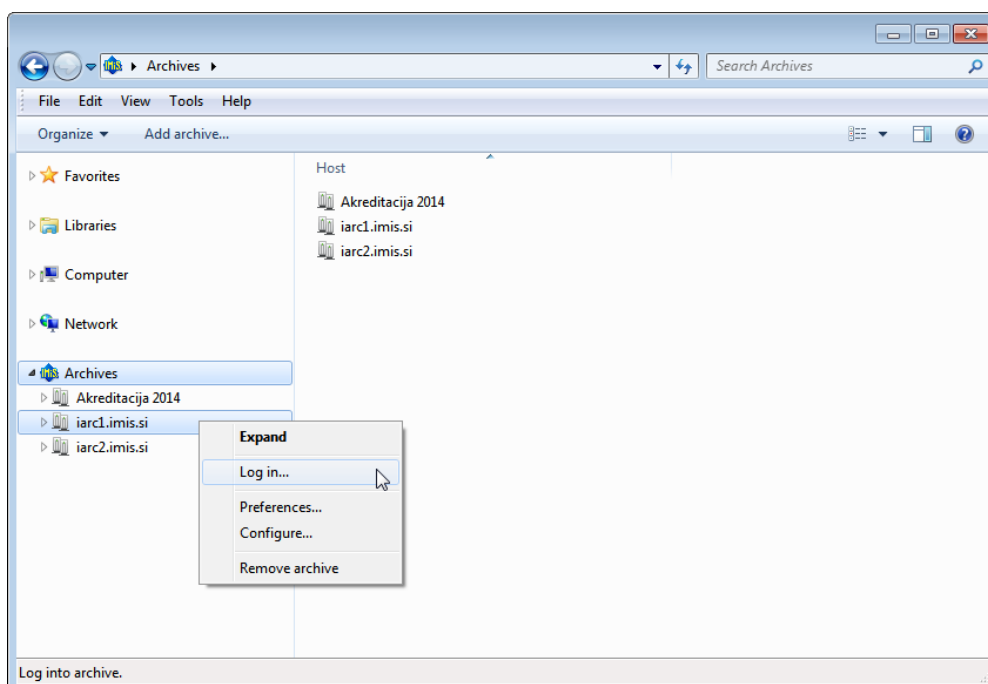 Archives
Search Archives
File Edit View Tools Help
Organize Add archive...
Favorites
Libraries
Computer
Network
Archives
Akreditacija 2014
iarc1.imis.si
iarc2.imis.si
Host
Akreditacija 2014
iarc1.imis.si
iarc2.imis.si
Expand
Log in...
Preferences...
Configure...
Remove archive
Log into archive.